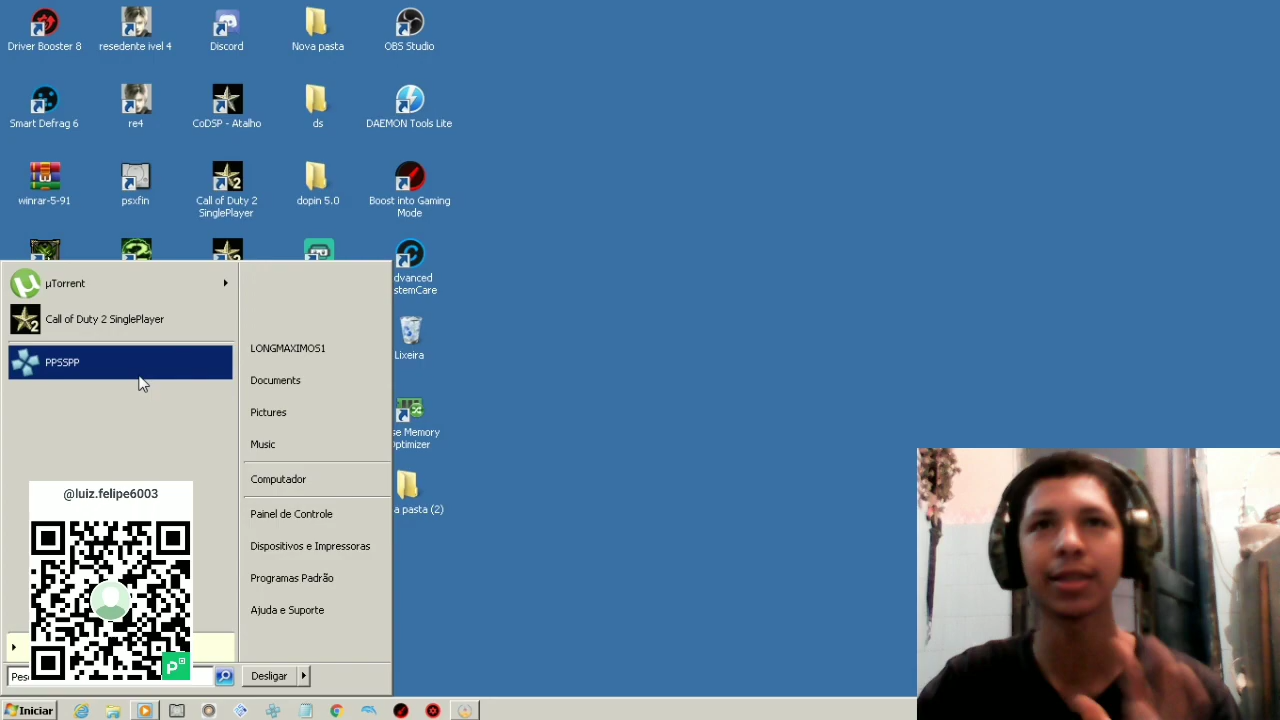 Driver Booster 8
resedente ivel 4
Discord
Nova pasta
OBS Studio
Smart Defrag 6
re4
CoDSP - Atalho
ds
DAEMON Tools Lite
winrar-5-91
psxfin
Call of Duty 2
SinglePlayer
dopin 5.0
Boost into Gaming
Mode
dvanced
stemCare
Lixeira
se Memory
ptimizer
a pasta (2)
µTorrent
Call of Duty 2 SinglePlayer
PPSSPP
LONGMAXIMOS1
Documents
Pictures
Music
Computador
Painel de Controle
Dispositivos e Impressoras
Programas Padrão
Ajuda e Suporte
@luiz.felipe6003
Pes
Desligar
Iniciar